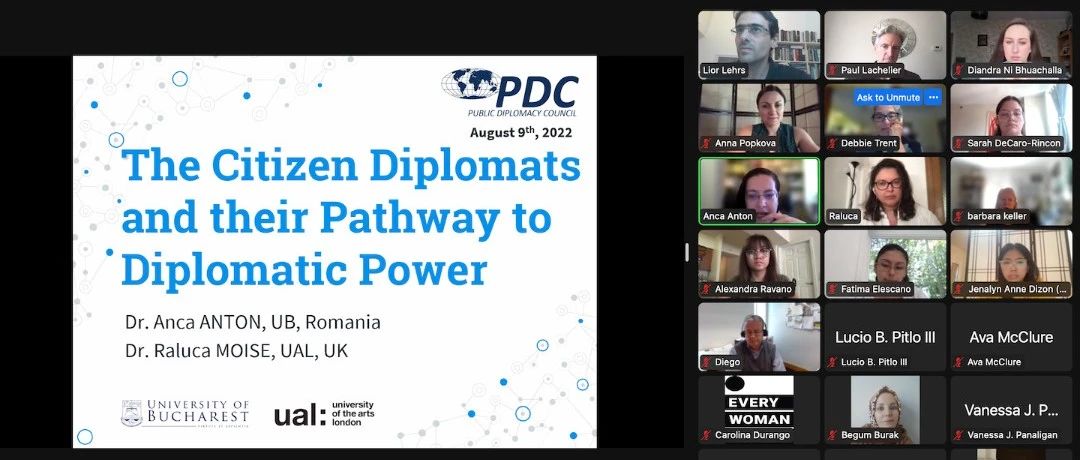 PDC
PUBLIC DIPLOMACY COUNCIL
August 9th, 2022
The Citizen Diplomats
and their Pathway to
Diplomatic Power
Dr. Anca ANTON, UB, Romania
Dr. Raluca MOISE, UAL, UK
UNIVERSITY OF
BUCHAREST
ual:
university
of the arts
london
Lior Lehrs
Paul Lachelier
Diandra Ni Bhuachalla
Anna Popkova
Ask to Unmute
Debbie Trent
Sarah DeCaro-Rincon
Anca Anton
Raluca
barbara keller
Alexandra Ravano
Fatima Elescano
Jenalyn Anne Dizon (...
Diego
Lucio B. Pitlo III
Lucio B. Pitlo III
Ava McClure
Ava McClure
EVERY
WOMAN
Carolina Durango
Begum Burak
Vanessa J. P...
Vanessa J. Panaligan